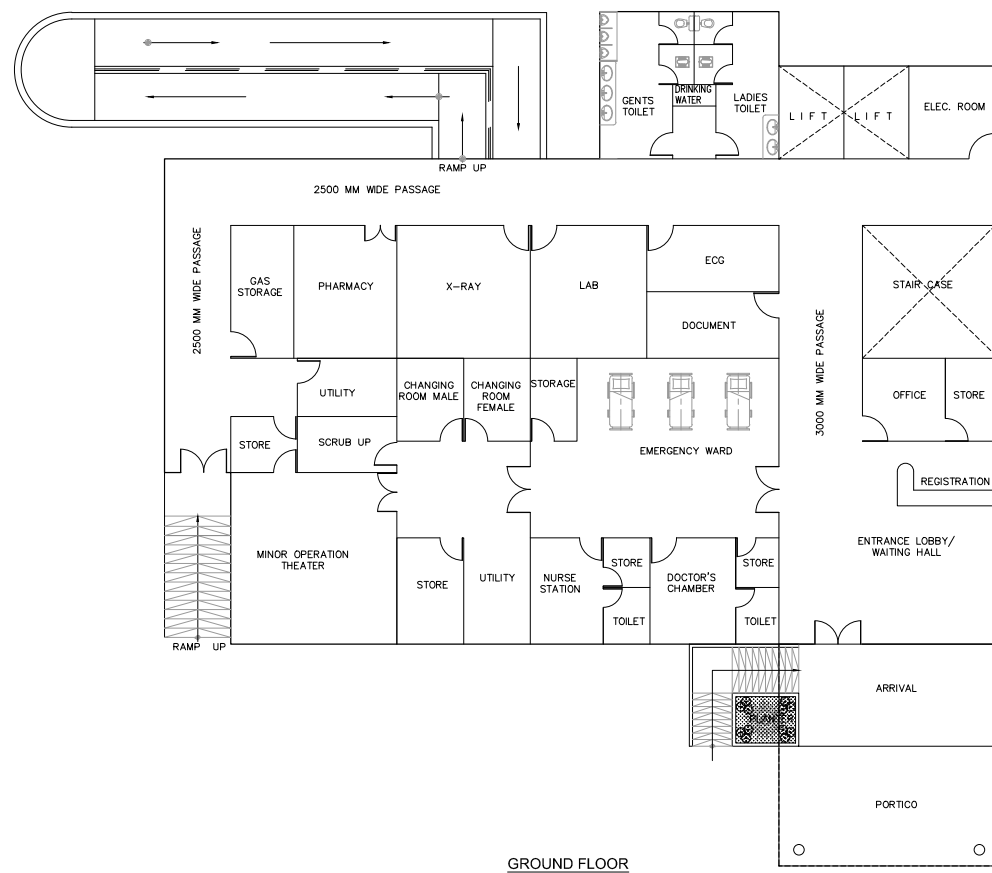 DRINKING
WATER
GENTS
TOILET
LADIES
TOILET
LIFT
LIFT
ELEC. ROOM
RAMP UP
2500 MM WIDE PASSAGE
2500 MM WIDE PASSAGE
GAS
STORAGE
PHARMACY
X-RAY
LAB
ECG
DOCUMENT
STAIR CASE
3000 MM WIDE PASSAGE
UTILITY
CHANGING
ROOM MALE
CHANGING
ROOM
FEMALE
STORAGE
OFFICE
STORE
STORE
SCRUB UP
EMERGENCY WARD
REGISTRATION
ENTRANCE LOBBY/
WAITING HALL
MINOR OPERATION
THEATER
STORE
UTILITY
NURSE
STATION
STORE
DOCTOR'S
CHAMBER
STORE
TOILET
TOILET
RAMP UP
ARRIVAL
PLANTER
PORTICO
GROUND FLOOR